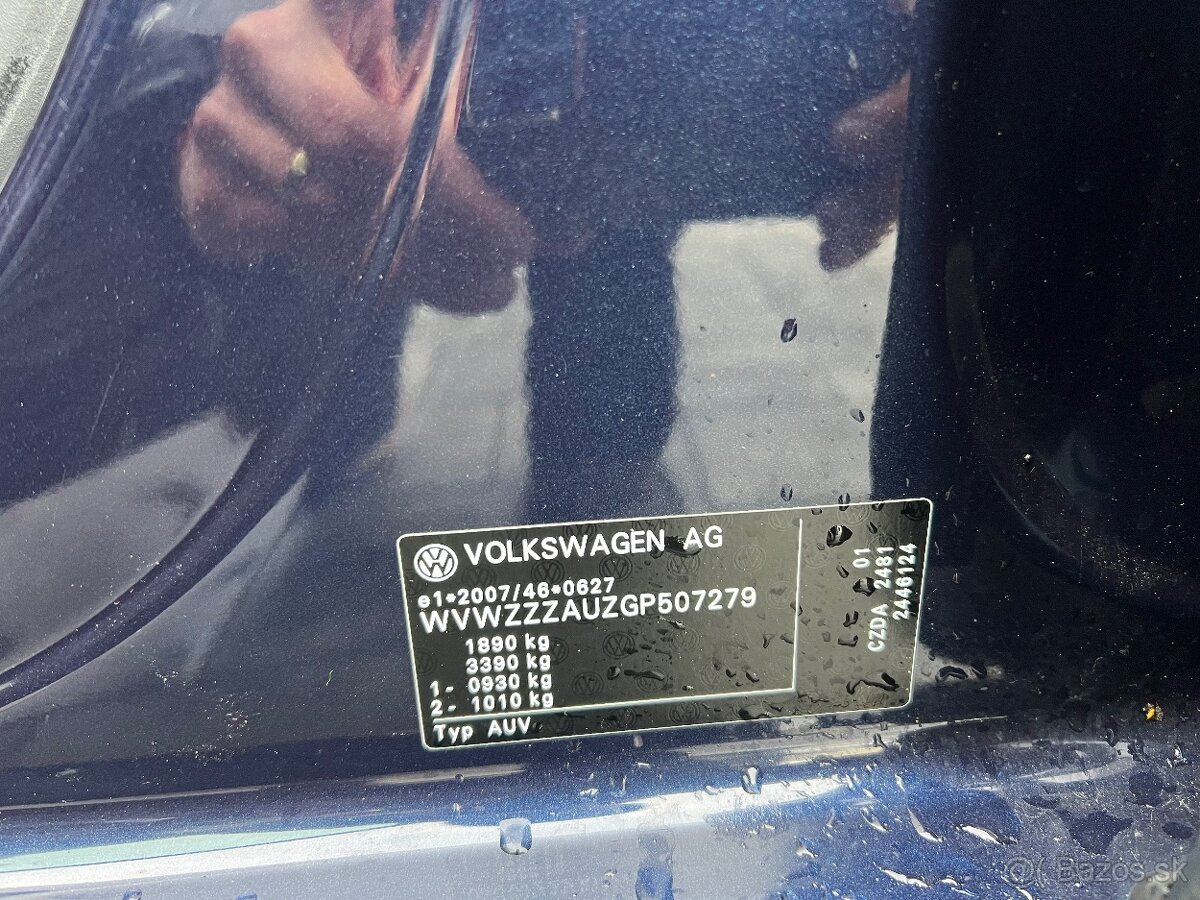 VOLKSWAGEN AG
e1*2007/46*0627
WVWZZZAUZGP507279
1890 kg
3390 kg
1- 0930 kg
2- 1010 kg
Typ AUV
01
CZDA 2481
2446124
Bazos.sk